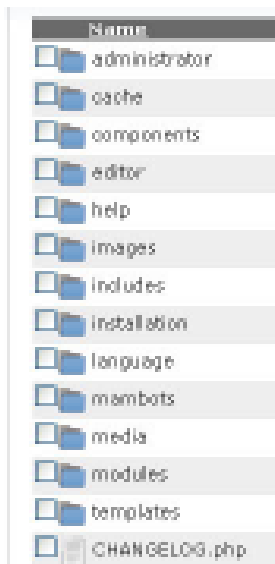 Name
administrator
cache
components
editor
help
images
includes
installation
language
mambots
media
modules
templates
CHANGELOG.php